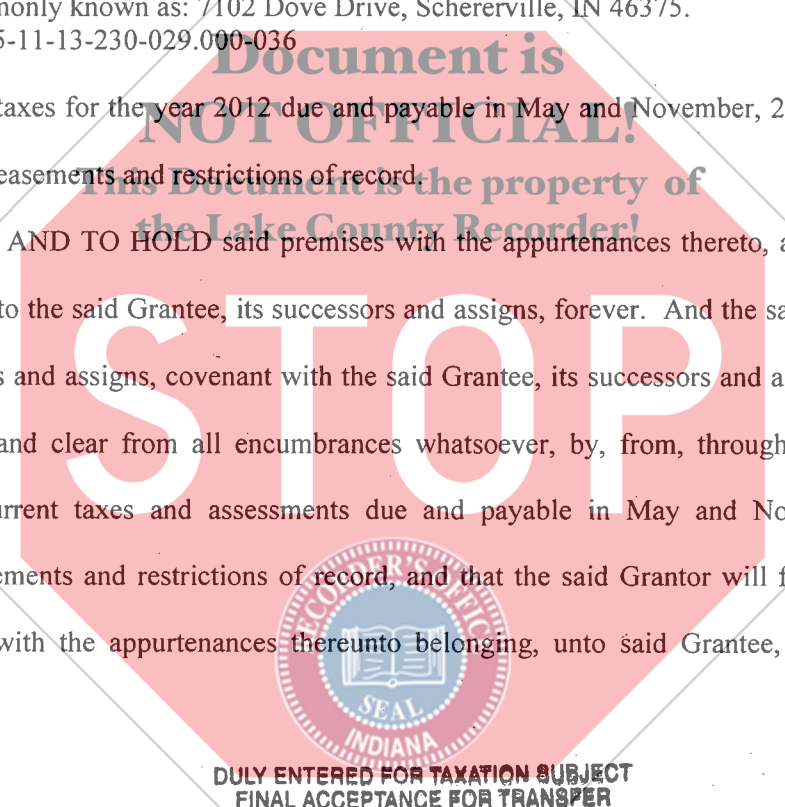 monly known as: 7102 Dove Drive, Schererville, IN 46375.
5-11-13-230-029.000-036
Document is
taxes for the year 2012 due and payable in May and November, 2
NOT OFFICIAL!
easements and restrictions of record.
This Document is the property of
the Lake County Recorder!
AND TO HOLD said premises with the appurtenances thereto, a
to the said Grantee, its successors and assigns, forever. And the sa
STOP
s and assigns, covenant with the said Grantee, its successors and a
and clear from all encumbrances whatsoever, by, from, through
urrent taxes and assessments due and payable in May and No
ements and restrictions of record, and that the said Grantor will f
with the appurtenances thereunto belonging, unto said Grantee,
RECORDER'S OFFICE
SEAL
INDIANA
DULY ENTERED FOR TAXATION SUBJECT
FINAL ACCEPTANCE FOR TRANSFER